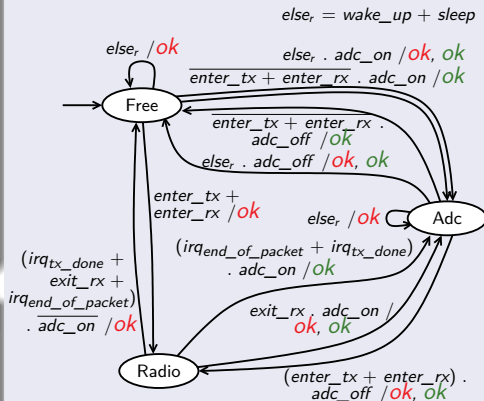 else_r = wake_up + sleep
else_r / ok
else_r . adc_on / ok, ok
enter_tx + enter_rx . adc_on / ok
Free
enter_tx + enter_rx .
adc_off / ok
else_r . adc_off / ok, ok
enter_tx +
enter_rx / ok
else_r / ok
Adc
(irq_tx_done +
exit_rx +
irq_end_of_packet)
. adc_on / ok
(irq_end_of_packet + irq_tx_done)
. adc_on / ok
exit_rx . adc_on /
ok, ok
Radio
(enter_tx + enter_rx) .
adc_off / ok, ok